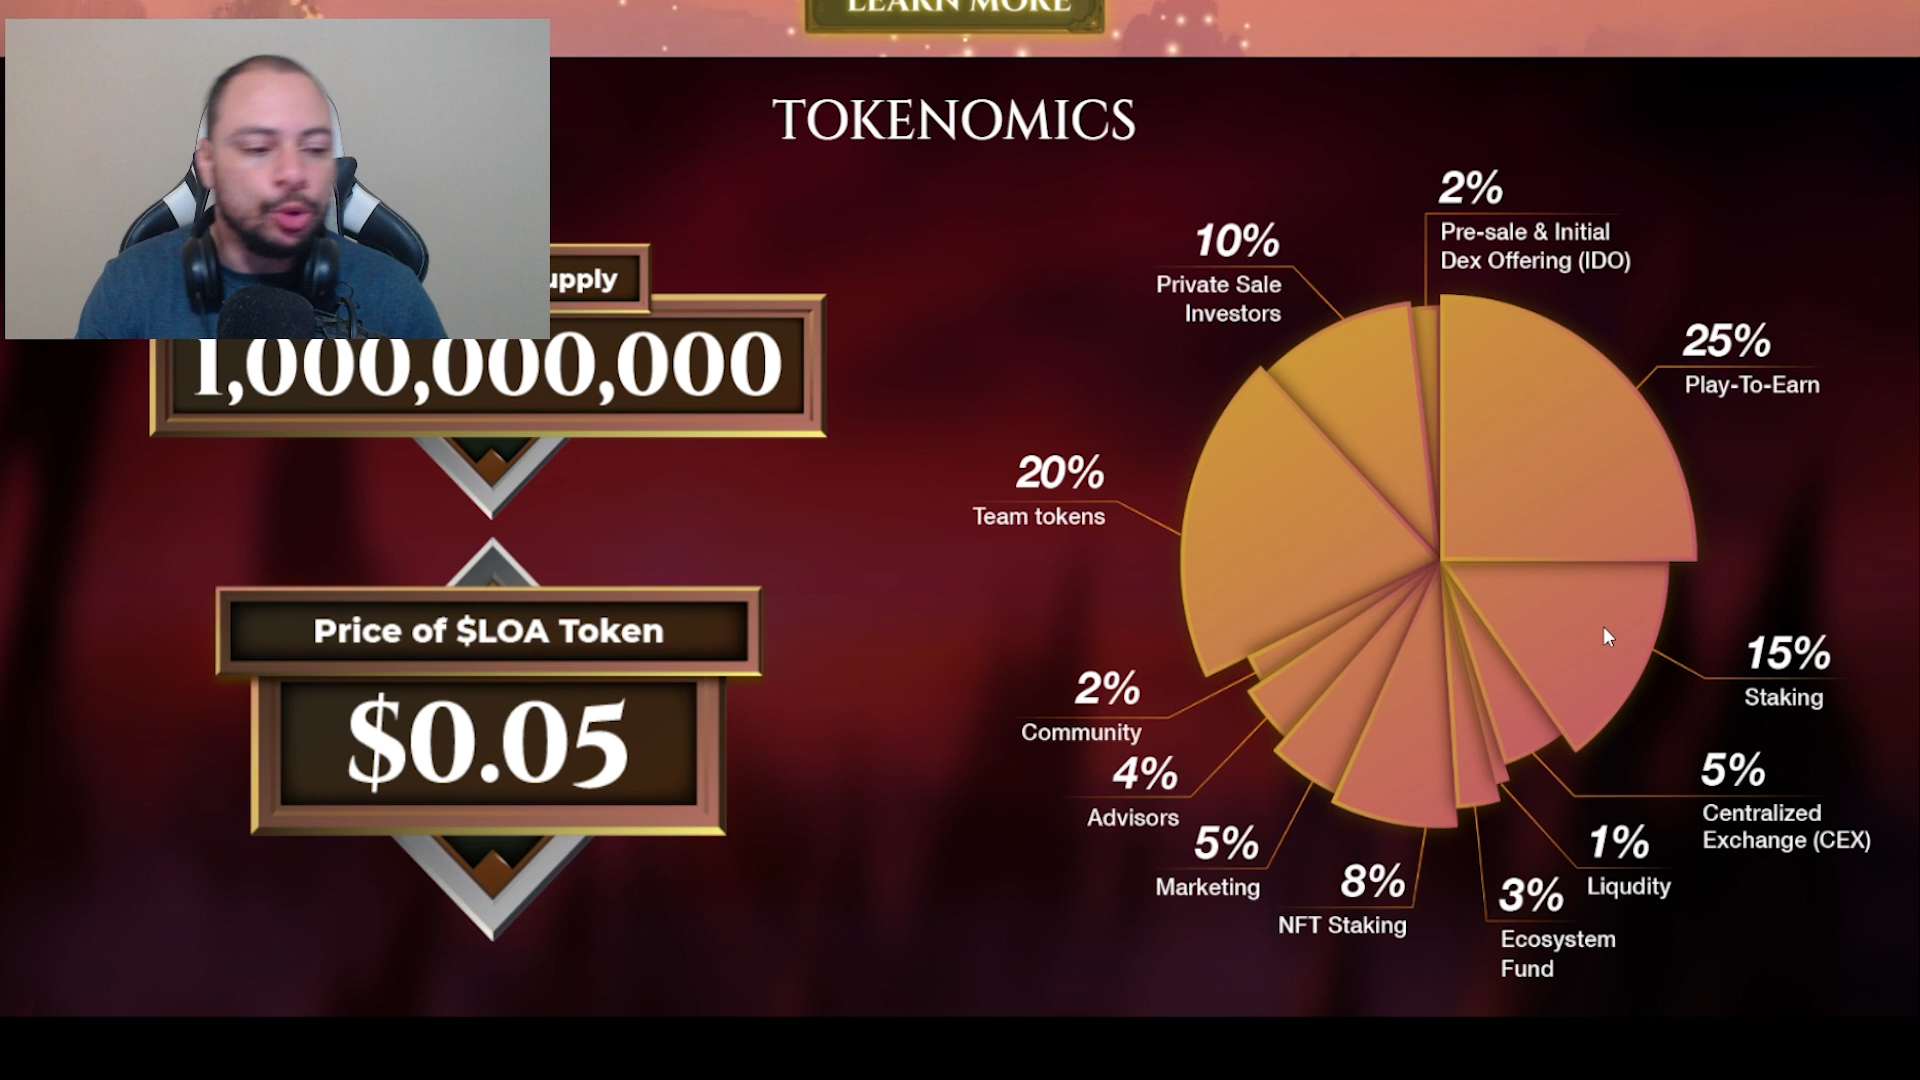 LEARN MORE
TOKENOMICS
1,000,000,000
Price of $LOA Token
$0.05
2%
Pre-sale & Initial
Dex Offering (IDO)
10%
Private Sale
Investors
25%
Play-To-Earn
20%
Team tokens
15%
Staking
2%
Community
5%
Centralized
Exchange (CEX)
4%
Advisors
1%
Liqudity
5%
Marketing
8%
NFT Staking
3%
Ecosystem
Fund